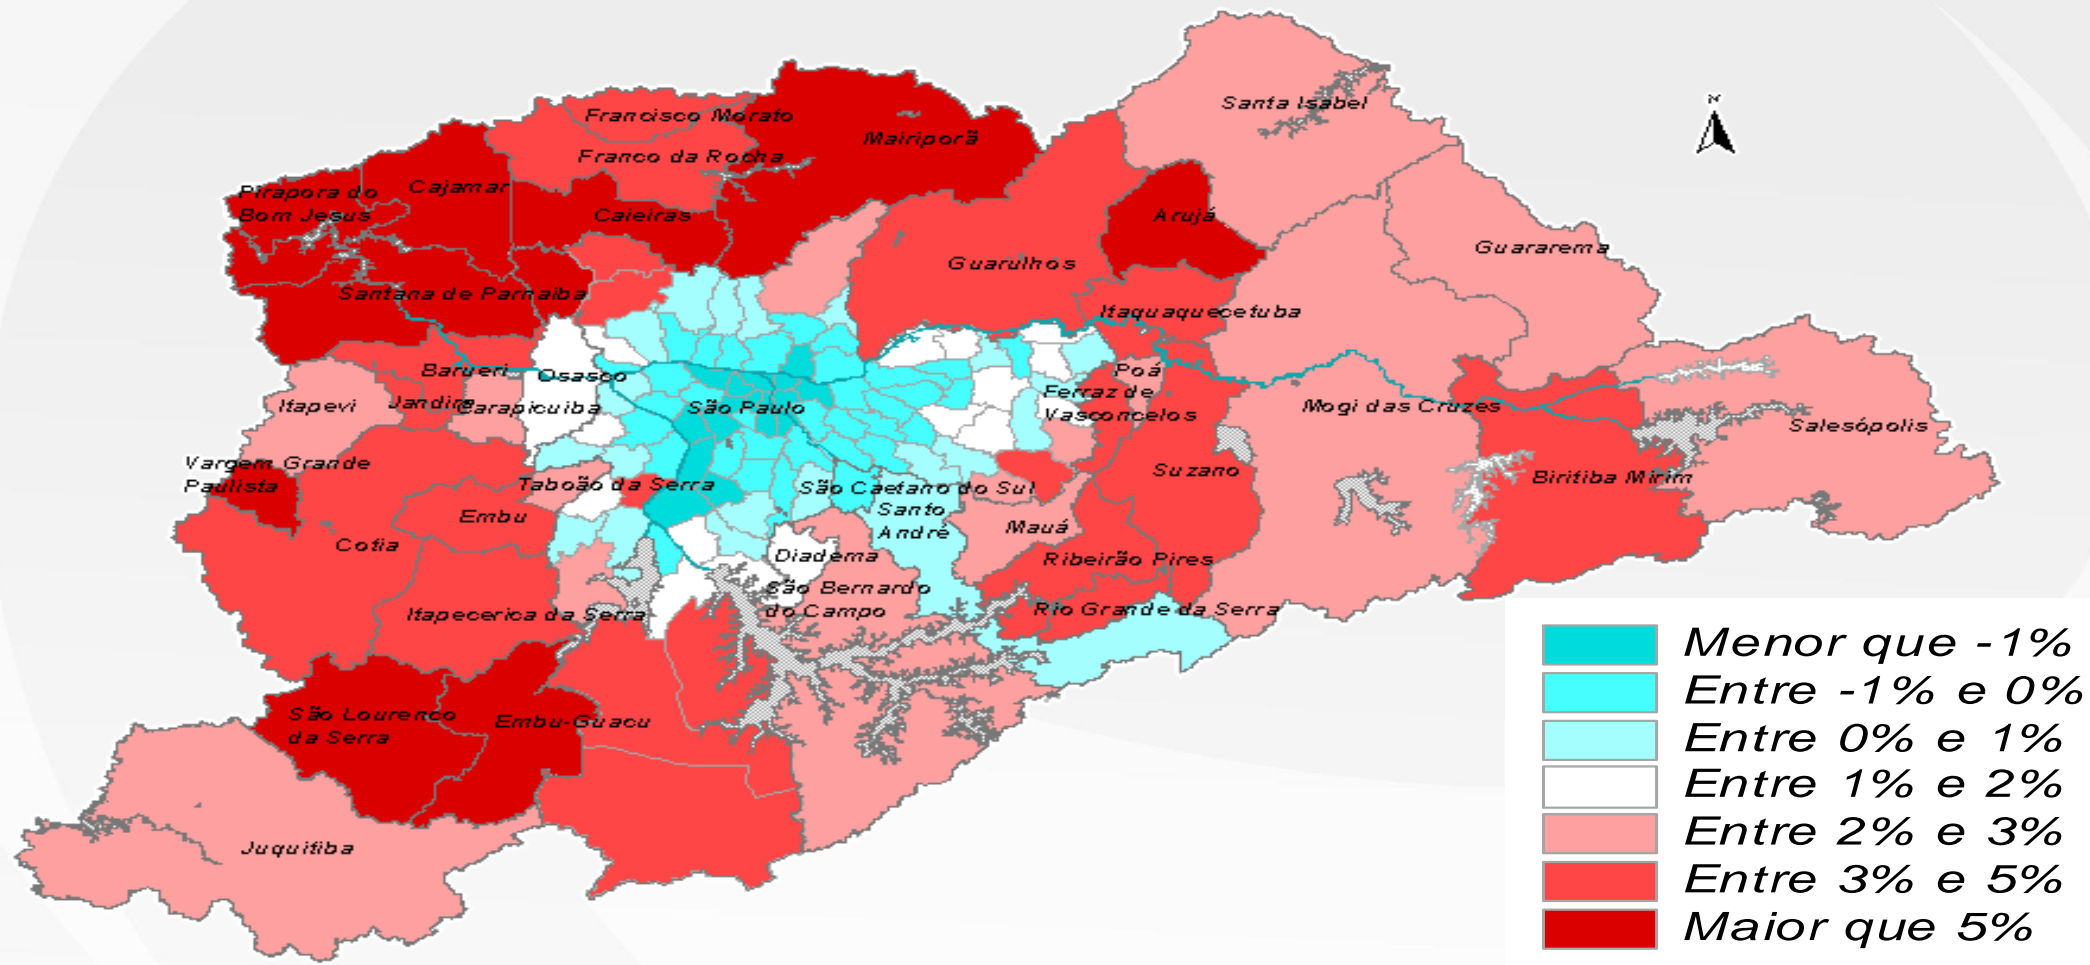 N
Santa Isabel
Francisco Morato
Mairiporã
Franco da Rocha
Pirapora do
Bom Jesus
Cajamar
Caieiras
Arujá
Guararema
Guarulhos
Santana de Parnaíba
Itaquaquecetuba
Barueri
Osasco
Poá
Itapevi
Jandira
Carapicuiba
São Paulo
Ferraz de
Vasconcelos
Mogi das Cruzes
Salesópolis
Vargem Grande
Paulista
Taboão da Serra
São Caetano do Sul
Suzano
Biritiba Mirim
Embu
Santo
André
Mauá
Cotia
Diadema
Ribeirão Pires
São Bernardo
do Campo
Itapecerica da Serra
Rio Grande da Serra
São Lourenco
da Serra
Embu-Guacu
Juquitiba
Menor que -1%
Entre -1% e 0%
Entre 0% e 1%
Entre 1% e 2%
Entre 2% e 3%
Entre 3% e 5%
Maior que 5%